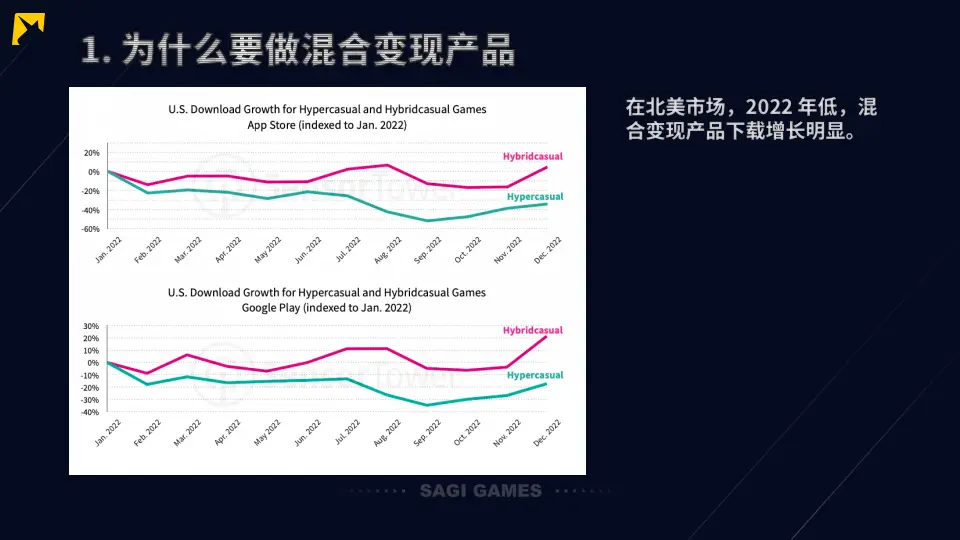 1. 为什么要做混合变现产品
U.S. Download Growth for Hypercasual and Hybridcasual Games
App Store (indexed to Jan. 2022)
20%
0%
-20%
-40%
-60%
Hybridcasual
Hypercasual
Jan. 2022
Feb. 2022
Mar. 2022
Apr. 2022
May 2022
Jun. 2022
Jul. 2022
Aug. 2022
Sep. 2022
Oct. 2022
Nov. 2022
Dec. 2022
U.S. Download Growth for Hypercasual and Hybridcasual Games
Google Play (indexed to Jan. 2022)
30%
20%
10%
0%
-10%
-20%
-30%
-40%
Hybridcasual
Hypercasual
Jan. 2022
Feb. 2022
Mar. 2022
Apr. 2022
May 2022
Jun. 2022
Jul. 2022
Aug. 2022
Sep. 2022
Oct. 2022
Nov. 2022
Dec. 2022
SensorTower
SensorTower
在北美市场，2022 年低，混
合变现产品下载增长明显。
SAGI GAMES